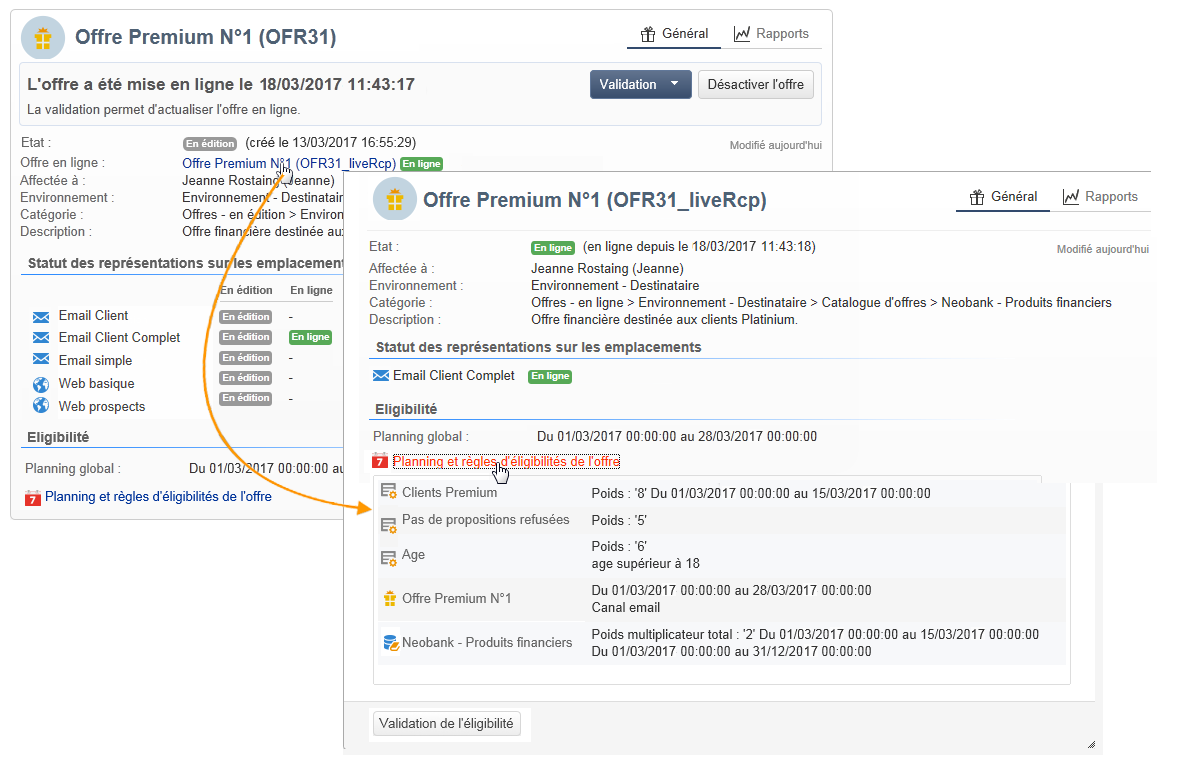 Offre Premium N°1 (OFR31)
Général
Rapports
L'offre a été mise en ligne le 18/03/2017 11:43:17
Validation
Désactiver l'offre
La validation permet d'actualiser l'offre en ligne.
Etat : En édition (créé le 13/03/2017 16:55:29)
Modifié aujourd'hui
Offre en ligne : Offre Premium N°1 (OFR31_liveRcp) En ligne
Affectée à : Jeanne Rostaing (Jeanne)
Environnement : Environnement - Destinat
Catégorie : Offres - en édition > Environ
Description : Offre financière destinée au
Statut des représentations sur les emplacement
En édition En ligne
Email Client En édition -
Email Client Complet En édition En ligne
Email simple En édition -
Web basique En édition -
Web prospects En édition -
Eligibilité
Planning global : Du 01/03/2017 00:00:00 au
7 Planning et règles d'éligibilités de l'offre
Offre Premium N°1 (OFR31_liveRcp)
Général
Rapports
Etat : En ligne (en ligne depuis le 18/03/2017 11:43:18)
Modifié aujourd'hui
Affectée à : Jeanne Rostaing (Jeanne)
Environnement : Environnement - Destinataire
Catégorie : Offres - en ligne > Environnement - Destinataire > Catalogue d'offres > Neobank - Produits financiers
Description : Offre financière destinée aux clients Platinium.
Statut des représentations sur les emplacements
Email Client Complet En ligne
Eligibilité
Planning global : Du 01/03/2017 00:00:00 au 28/03/2017 00:00:00
7 Planning et règles d'éligibilités de l'offre
Clients Premium Poids : '8' Du 01/03/2017 00:00:00 au 15/03/2017 00:00:00
Pas de propositions refusées Poids : '5'
Age Poids : '6'
age supérieur à 18
Offre Premium N°1 Du 01/03/2017 00:00:00 au 28/03/2017 00:00:00
Canal email
Neobank - Produits financiers Poids multiplicateur total : '2' Du 01/03/2017 00:00:00 au 15/03/2017 00:00:00
Du 01/03/2017 00:00:00 au 31/12/2017 00:00:00
Validation de l'éligibilité